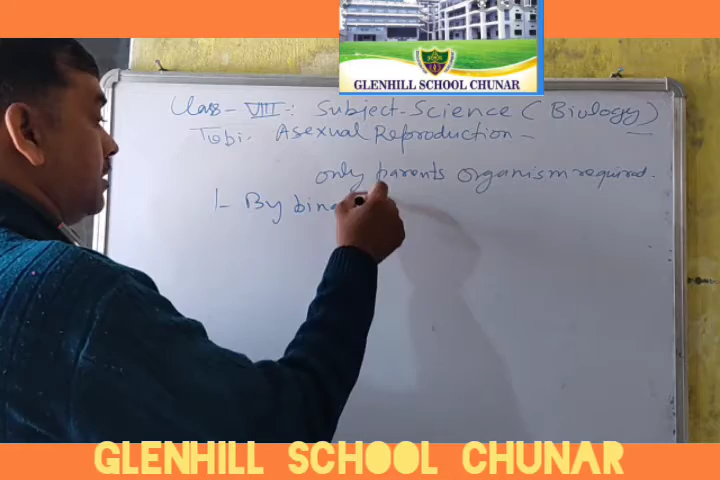 GLENHILL SCHOOL CHUNAR
Class - VIII : Subject - Science ( Biology )
Asexual Reproduction -
only parents organism required.
1- By bina
GLENHILL SCHOOL CHUNAR